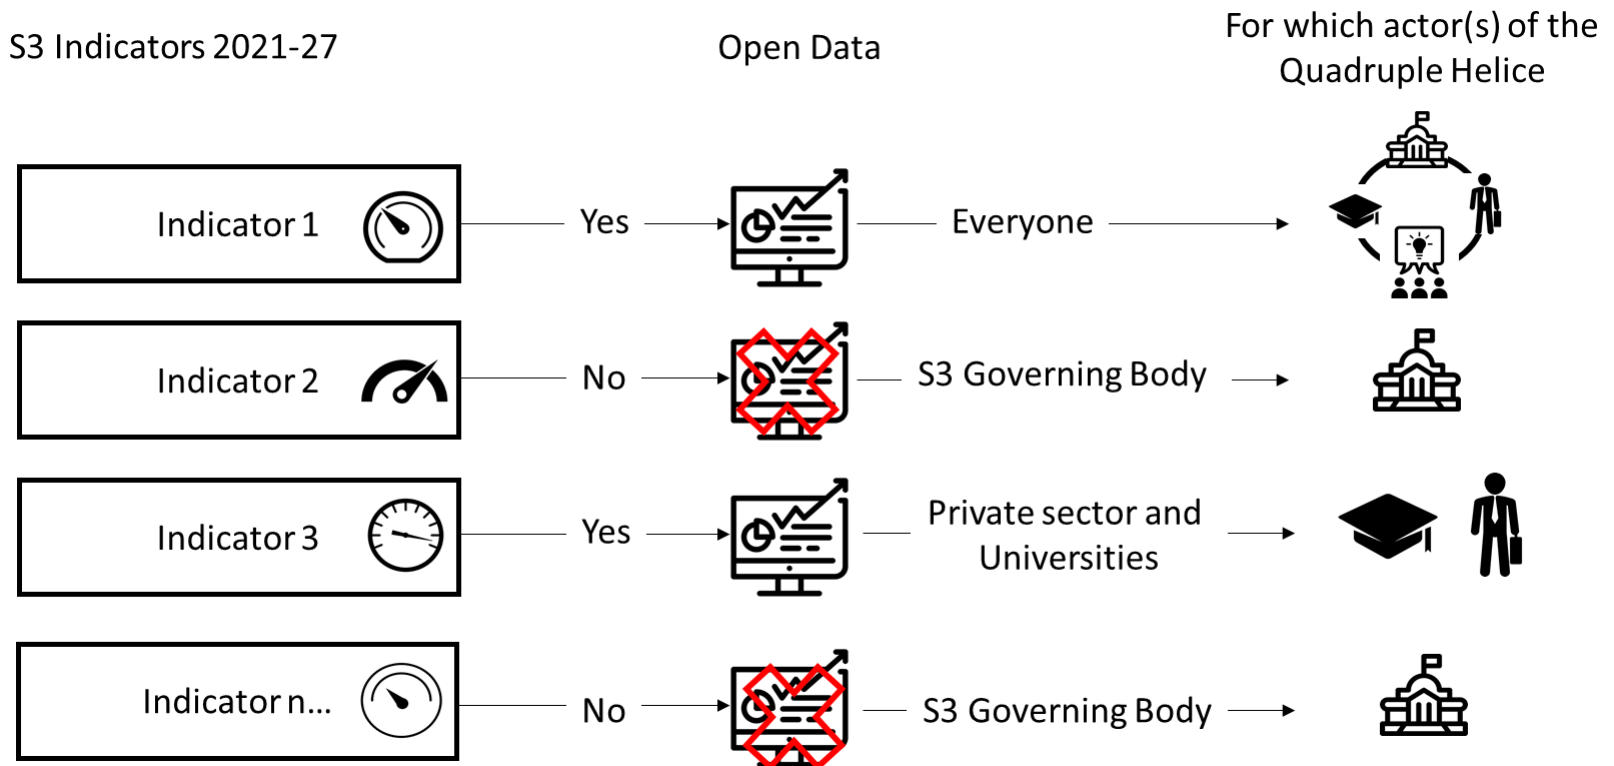 S3 Indicators 2021-27
Open Data
For which actor(s) of the
Quadruple Helice
Indicator 1
Yes
Everyone
Indicator 2
No
S3 Governing Body
Indicator 3
Yes
Private sector and
Universities
Indicator n...
No
S3 Governing Body